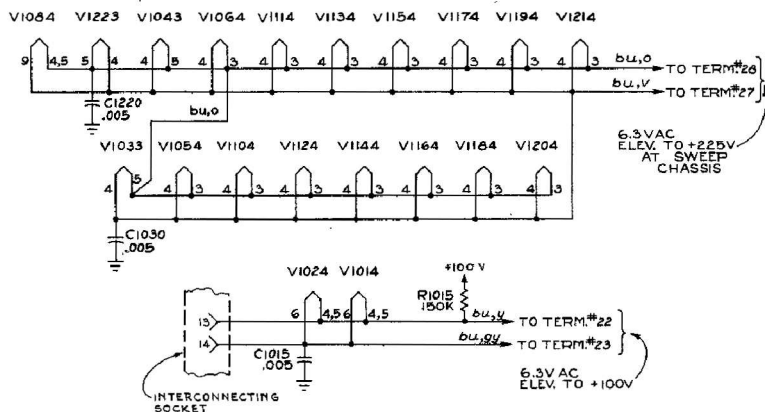 V1084 V1223 V1043 V1064 V1114 V1134 V1154 V1174 V1194 V1214
9 4,5 5 4 4 5 4 3 4 3 4 3 4 3 4 3 4 3 4 3
bu,o TO TERM.#28
bu,v TO TERM.#27
C1220
.005
bu,o
6.3 VAC
ELEV. TO +225V
AT SWEEP
CHASSIS
V1033 V1054 V1104 V1124 V1144 V1164 V1184 V1204
4 5 4 3 4 3 4 3 4 3 4 3 4 3 4 3
C1030
.005
+100 V
V1024 V1014
R1015
150K
6 4,5 6 4,5
13
bu,y TO TERM.#22
14
bu,gy TO TERM.#23
C1015
.005
6.3V AC
ELEV. TO +100V
INTERCONNECTING
SOCKET